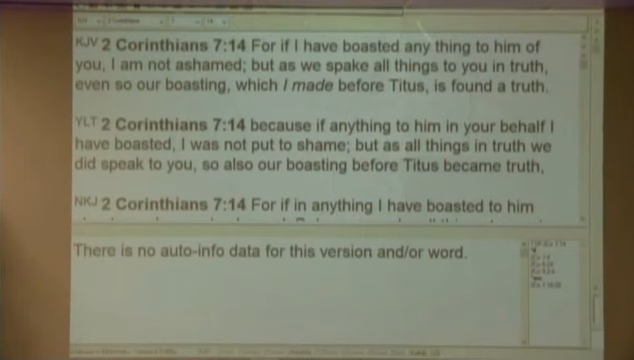 KJV 2 Corinthians 7:14 For if I have boasted any thing to him of
you, I am not ashamed; but as we spake all things to you in truth,
even so our boasting, which I made before Titus, is found a truth.
YLT 2 Corinthians 7:14 because if anything to him in your behalf I
have boasted, I was not put to shame; but as all things in truth we
did speak to you, so also our boasting before Titus became truth,
NKJ 2 Corinthians 7:14 For if in anything I have boasted to him
There is no auto-info data for this version and/or word.